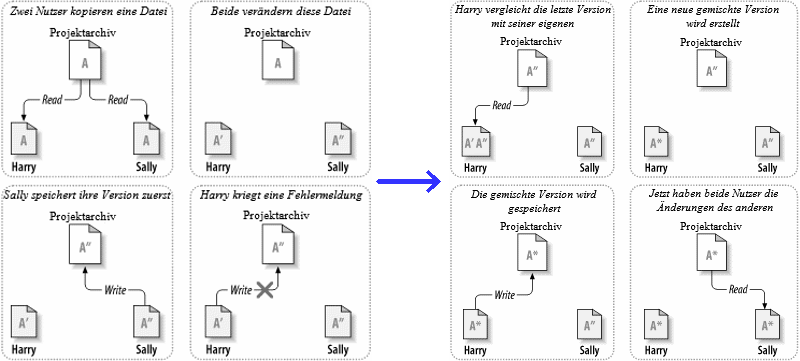 Zwei Nutzer kopieren eine Datei
Projektarchiv
A
Read Read
A A
Harry Sally
Beide verändern diese Datei
Projektarchiv
A
A' A"
Harry Sally
Sally speichert ihre Version zuerst
Projektarchiv
A"
Write
A' A"
Harry Sally
Harry kriegt eine Fehlermeldung
Projektarchiv
A"
Write
A' A"
Harry Sally
Harry vergleicht die letzte Version
mit seiner eigenen
Projektarchiv
A"
Read
A' A" A"
Harry Sally
Eine neue gemischte Version
wird erstellt
Projektarchiv
A"
A* A"
Harry Sally
Die gemischte Version wird
gespeichert
Projektarchiv
A*
Write
A* A"
Harry Sally
Jetzt haben beide Nutzer die
Änderungen des anderen
Projektarchiv
A*
Read
A* A*
Harry Sally